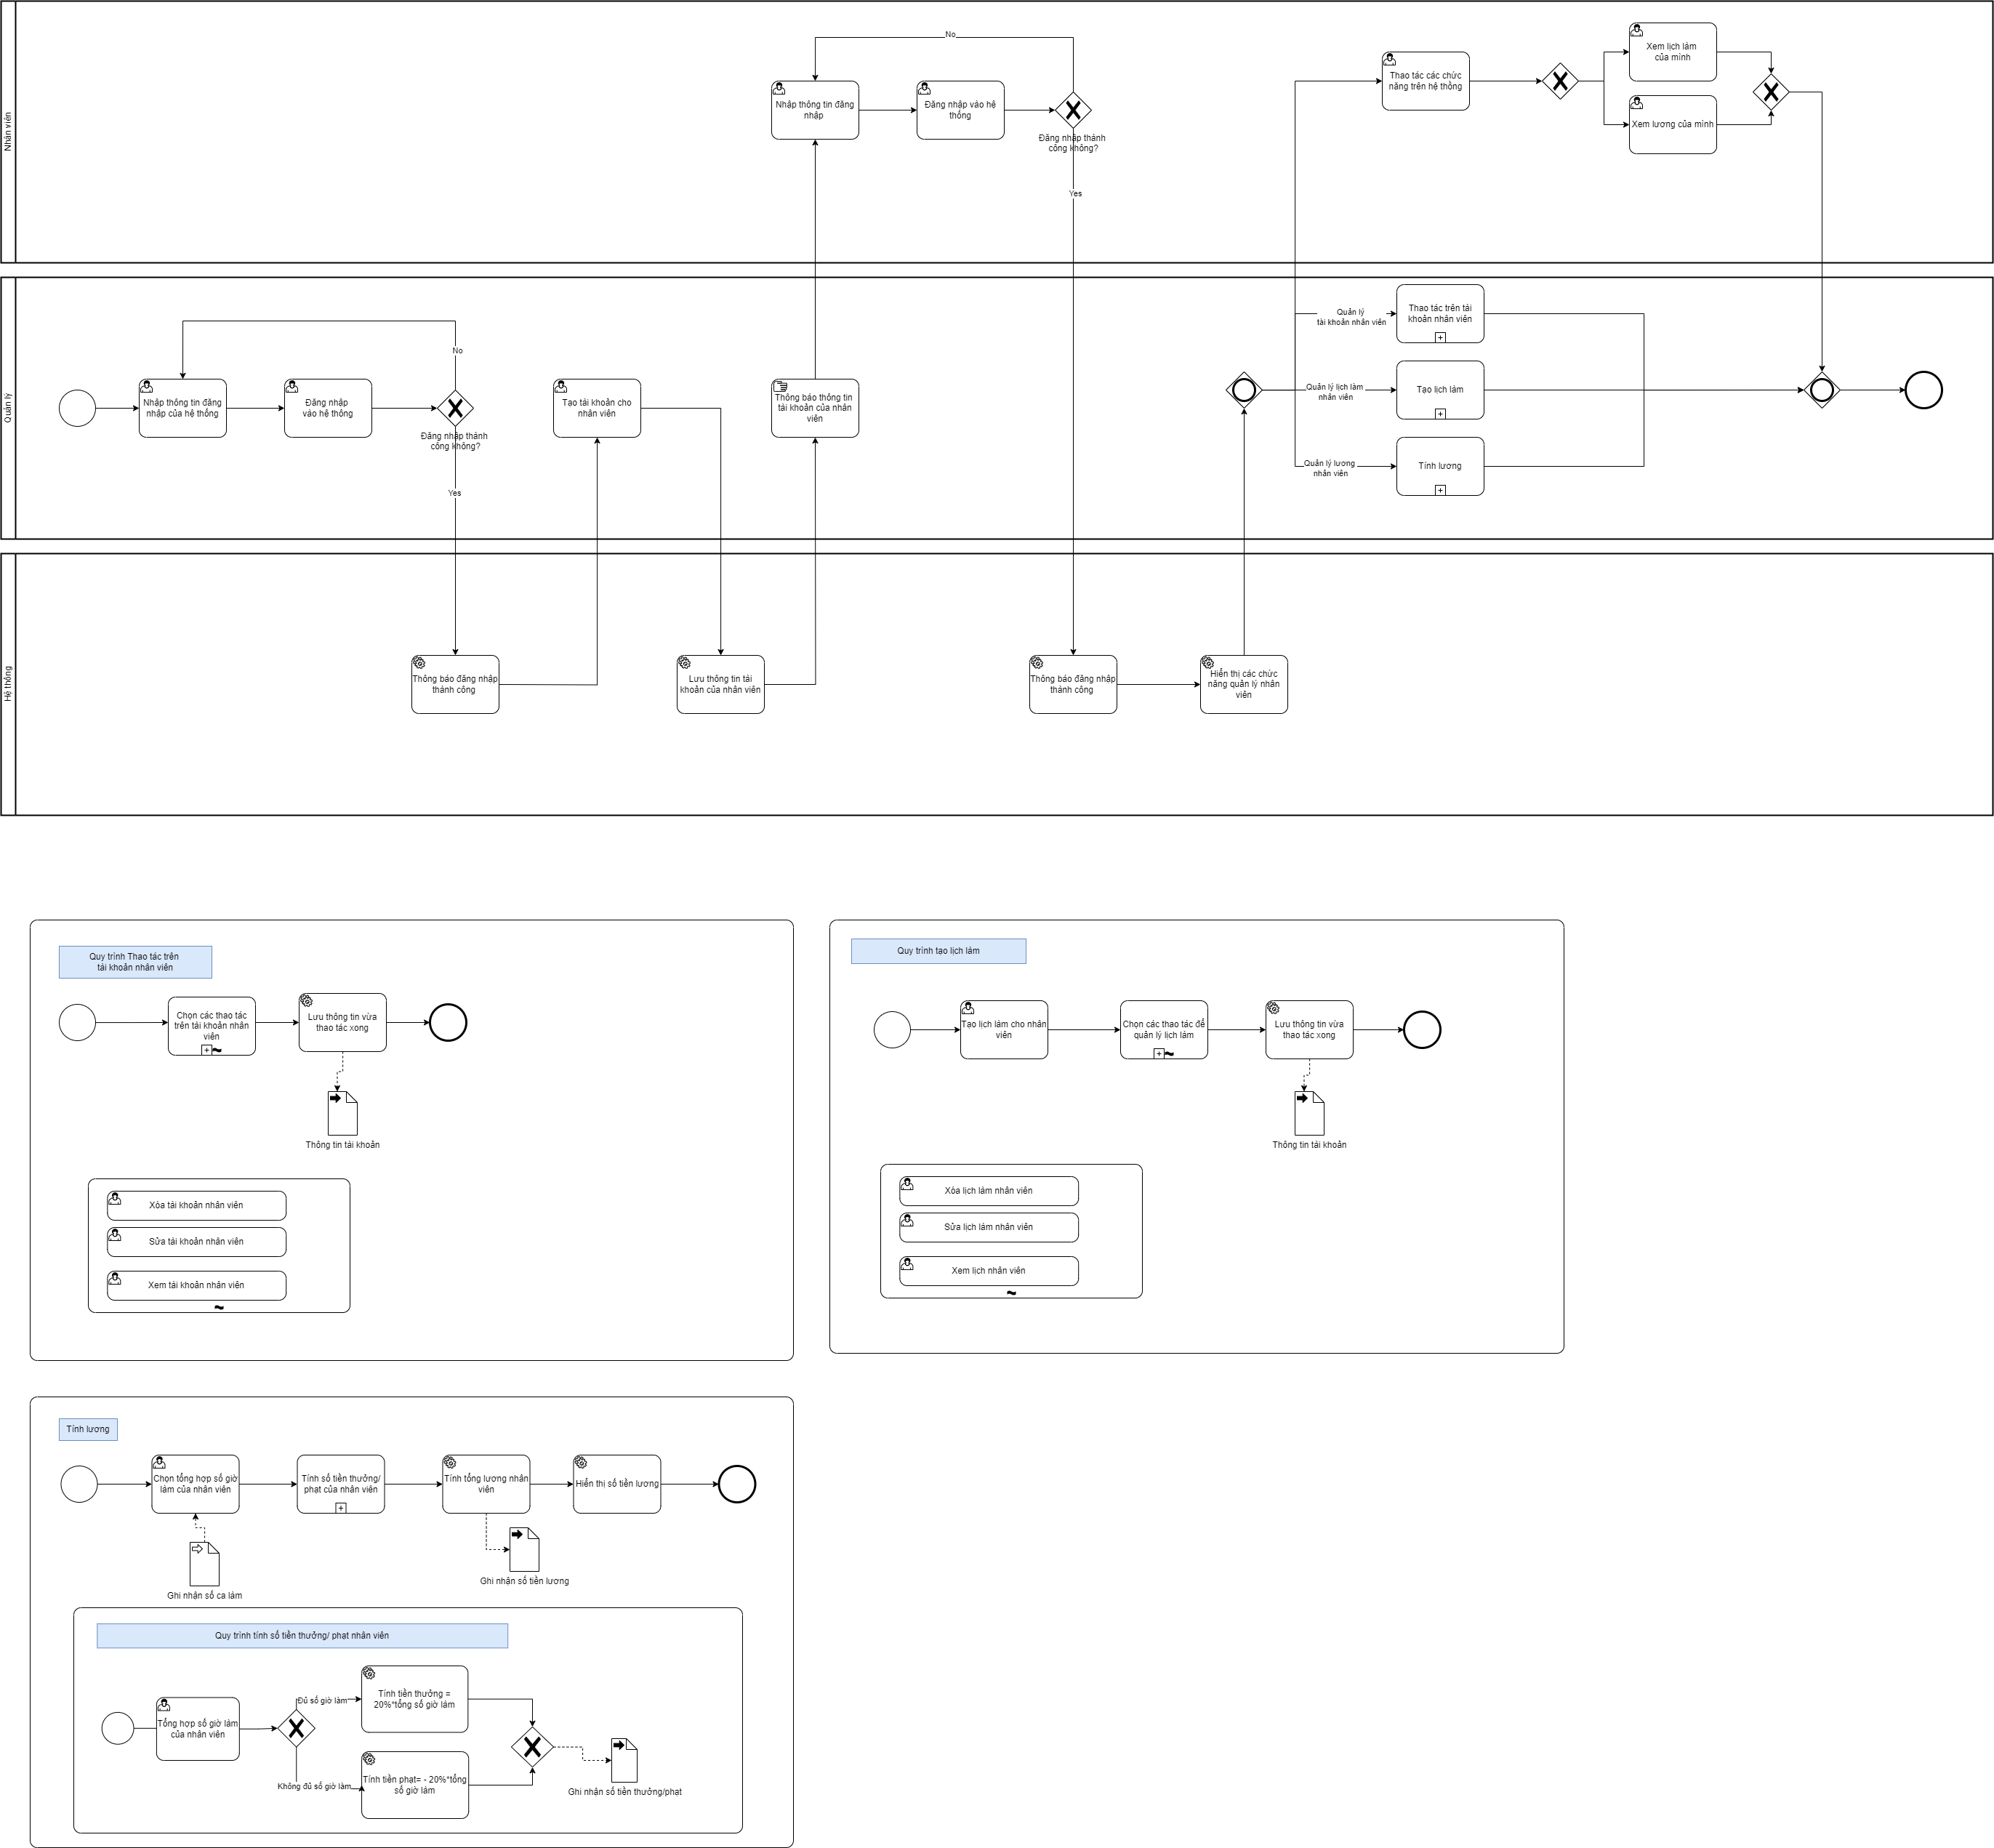 Nhân viên
No
Nhập thông tin đăng
nhập
Đăng nhập vào hệ
thống
Đăng nhập thành
công không?
Yes
Thao tác các chức
năng trên hệ thồng
Xem lịch làm
của mình
Xem lương của mình
Quản lý
Nhập thông tin đăng
nhập của hệ thống
Đăng nhập
vào hệ thông
No
Đăng nhập thành
công không?
Yes
Tạo tài khoản cho
nhân viên
Thông báo thông tin
tài khoản của nhân
viên
Quản lý
tài khoản nhân viên
Thao tác trên tài
khoản nhân viên
Quản lý lịch làm
nhân viên
Tạo lịch làm
Quản lý lương
nhân viên
Tính lương
Hệ thống
Thông báo đăng nhập
thành công
Lưu thông tin tài
khoản của nhân viên
Thông báo đăng nhập
thành công
Hiển thị các chức
năng quản lý nhân
viên
Quy trình Thao tác trên
tài khoản nhân viên
Chọn các thao tác
trên tài khoản nhân
viên
Lưu thông tin vừa
thao tác xong
Thông tin tài khoản
Xóa tài khoản nhân viên
Sửa tài khoản nhân viên
Xem tài khoản nhân viên
Quy trình tạo lịch làm
Tạo lịch làm cho nhân
viên
Chọn các thao tác để
quản lý lịch làm
Lưu thông tin vừa
thao tác xong
Thông tin tài khoản
Xóa lịch làm nhân viên
Sửa lịch làm nhân viên
Xem lịch nhân viên
Tính lương
Chọn tổng hợp số giờ
làm của nhân viên
Tính số tiền thưởng/
phạt của nhân viên
Tính tổng lương nhân
viên
Hiển thị số tiền lương
Ghi nhận số ca làm
Ghi nhận số tiền lương
Quy trình tính số tiền thưởng/ phạt nhân viên
Tổng hợp số giờ làm
của nhân viên
Đủ số giờ làm
Tính tiền thưởng =
20%*tổng số giờ làm
Không đủ số giờ làm
Tính tiền phạt= - 20%*tổng
số giờ làm
Ghi nhận số tiền thưởng/phạt